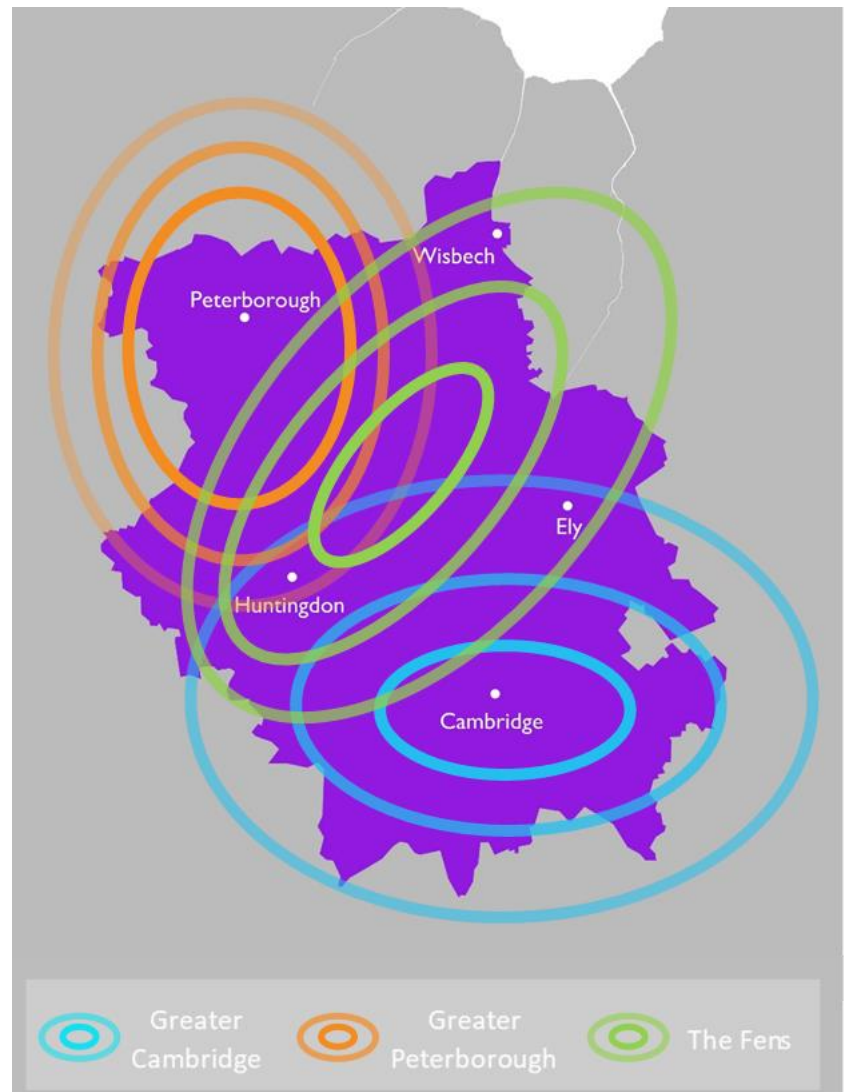 Wisbech
Peterborough
Ely
Huntingdon
Cambridge
Greater
Cambridge
Greater
Peterborough
The Fens